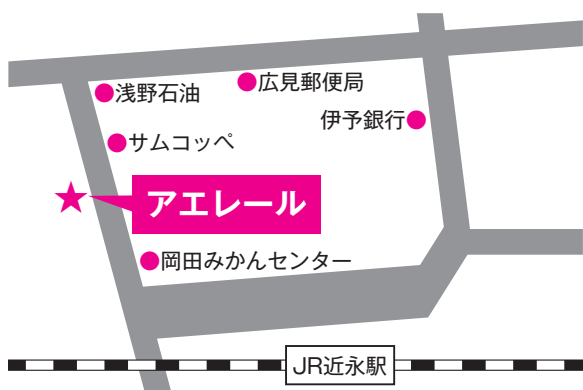 浅野石油
広見郵便局
伊予銀行
サムコッペ
アエレール
岡田みかんセンター
JR近永駅